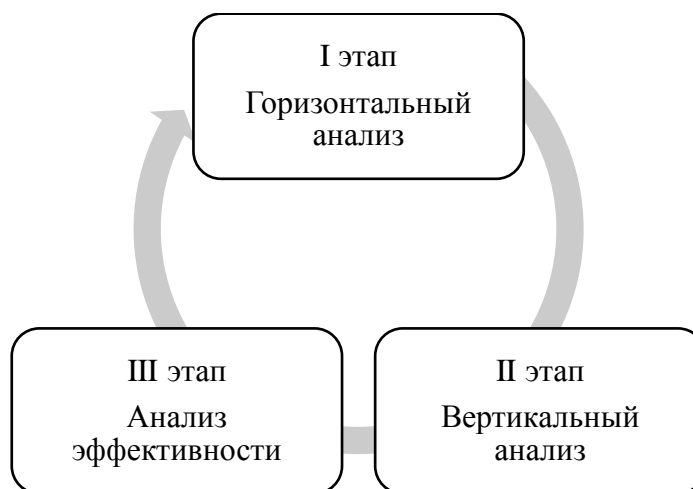 I этап
Горизонтальный
анализ
III этап
Анализ
эффективности
II этап
Вертикальный
анализ